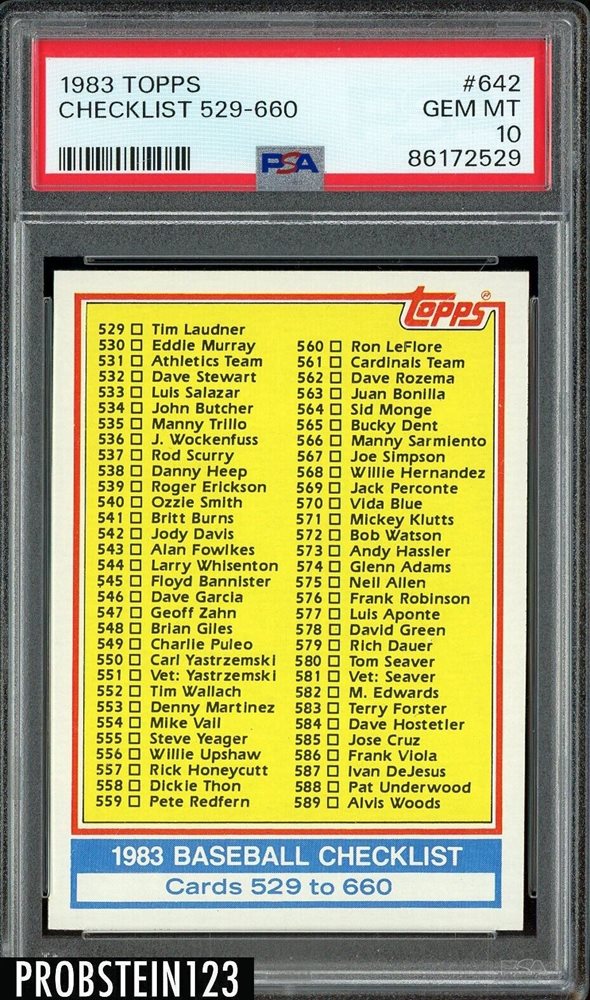 1983 TOPPS
#642
CHECKLIST 529-660
GEM MT
10
PSA
86172529
Topps®
529 Tim Laudner
530 Eddie Murray
531 Athletics Team
532 Dave Stewart
533 Luis Salazar
534 John Butcher
535 Manny Trillo
536 J. Wockenfuss
537 Rod Scurry
538 Danny Heep
539 Roger Erickson
540 Ozzie Smith
541 Britt Burns
542 Jody Davis
543 Alan Fowlkes
544 Larry Whisenton
545 Floyd Bannister
546 Dave Garcia
547 Geoff Zahn
548 Brian Giles
549 Charlie Puleo
550 Carl Yastrzemski
551 Vet: Yastrzemski
552 Tim Wallach
553 Denny Martinez
554 Mike Vail
555 Steve Yeager
556 Willie Upshaw
557 Rick Honeycutt
558 Dickie Thon
559 Pete Redfern
560 Ron LeFlore
561 Cardinals Team
562 Dave Rozema
563 Juan Bonilla
564 Sid Monge
565 Bucky Dent
566 Manny Sarmiento
567 Joe Simpson
568 Willie Hernandez
569 Jack Perconte
570 Vida Blue
571 Mickey Klutts
572 Bob Watson
573 Andy Hassler
574 Glenn Adams
575 Neil Allen
576 Frank Robinson
577 Luis Aponte
578 David Green
579 Rich Dauer
580 Tom Seaver
581 Vet: Seaver
582 M. Edwards
583 Terry Forster
584 Dave Hostetler
585 Jose Cruz
586 Frank Viola
587 Ivan DeJesus
588 Pat Underwood
589 Alvis Woods
1983 BASEBALL CHECKLIST
Cards 529 to 660
PSA
PROBSTEIN123